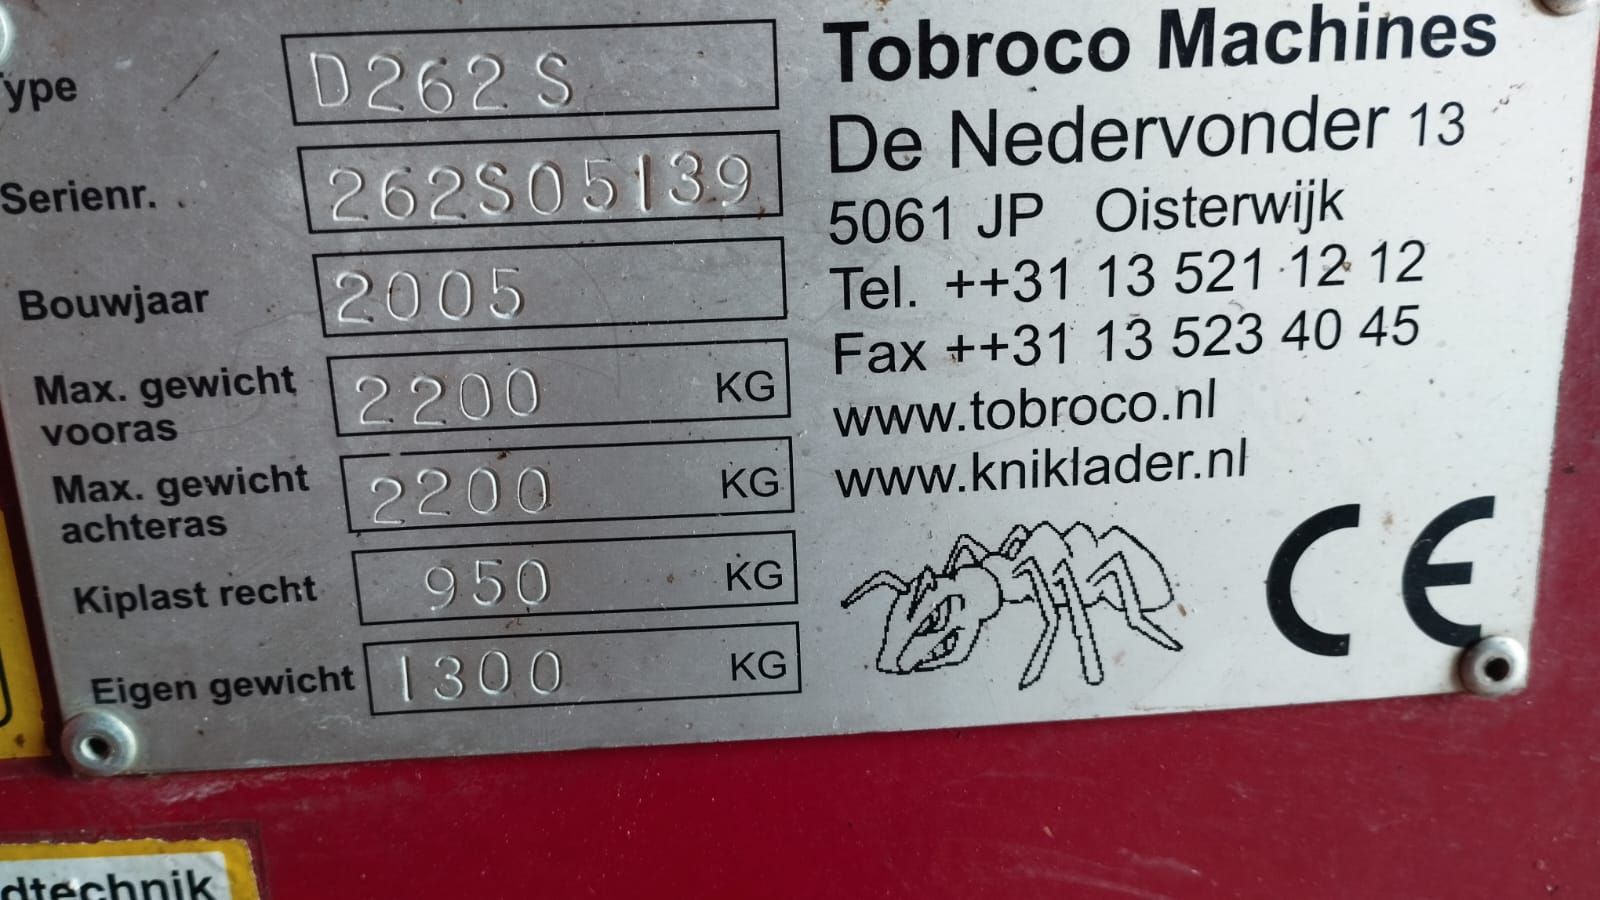 Type D262S
Serienr. 262S05139
Bouwjaar 2005
Max. gewicht
vooras 2200 KG
Max. gewicht
achteras 2200 KG
Kiplast recht 950 KG
Eigen gewicht 1300 KG
Tobroco Machines
De Nedervonder 13
5061 JP Oisterwijk
Tel. ++31 13 521 12 12
Fax ++31 13 523 40 45
www.tobroco.nl
www.kniklader.nl
CE